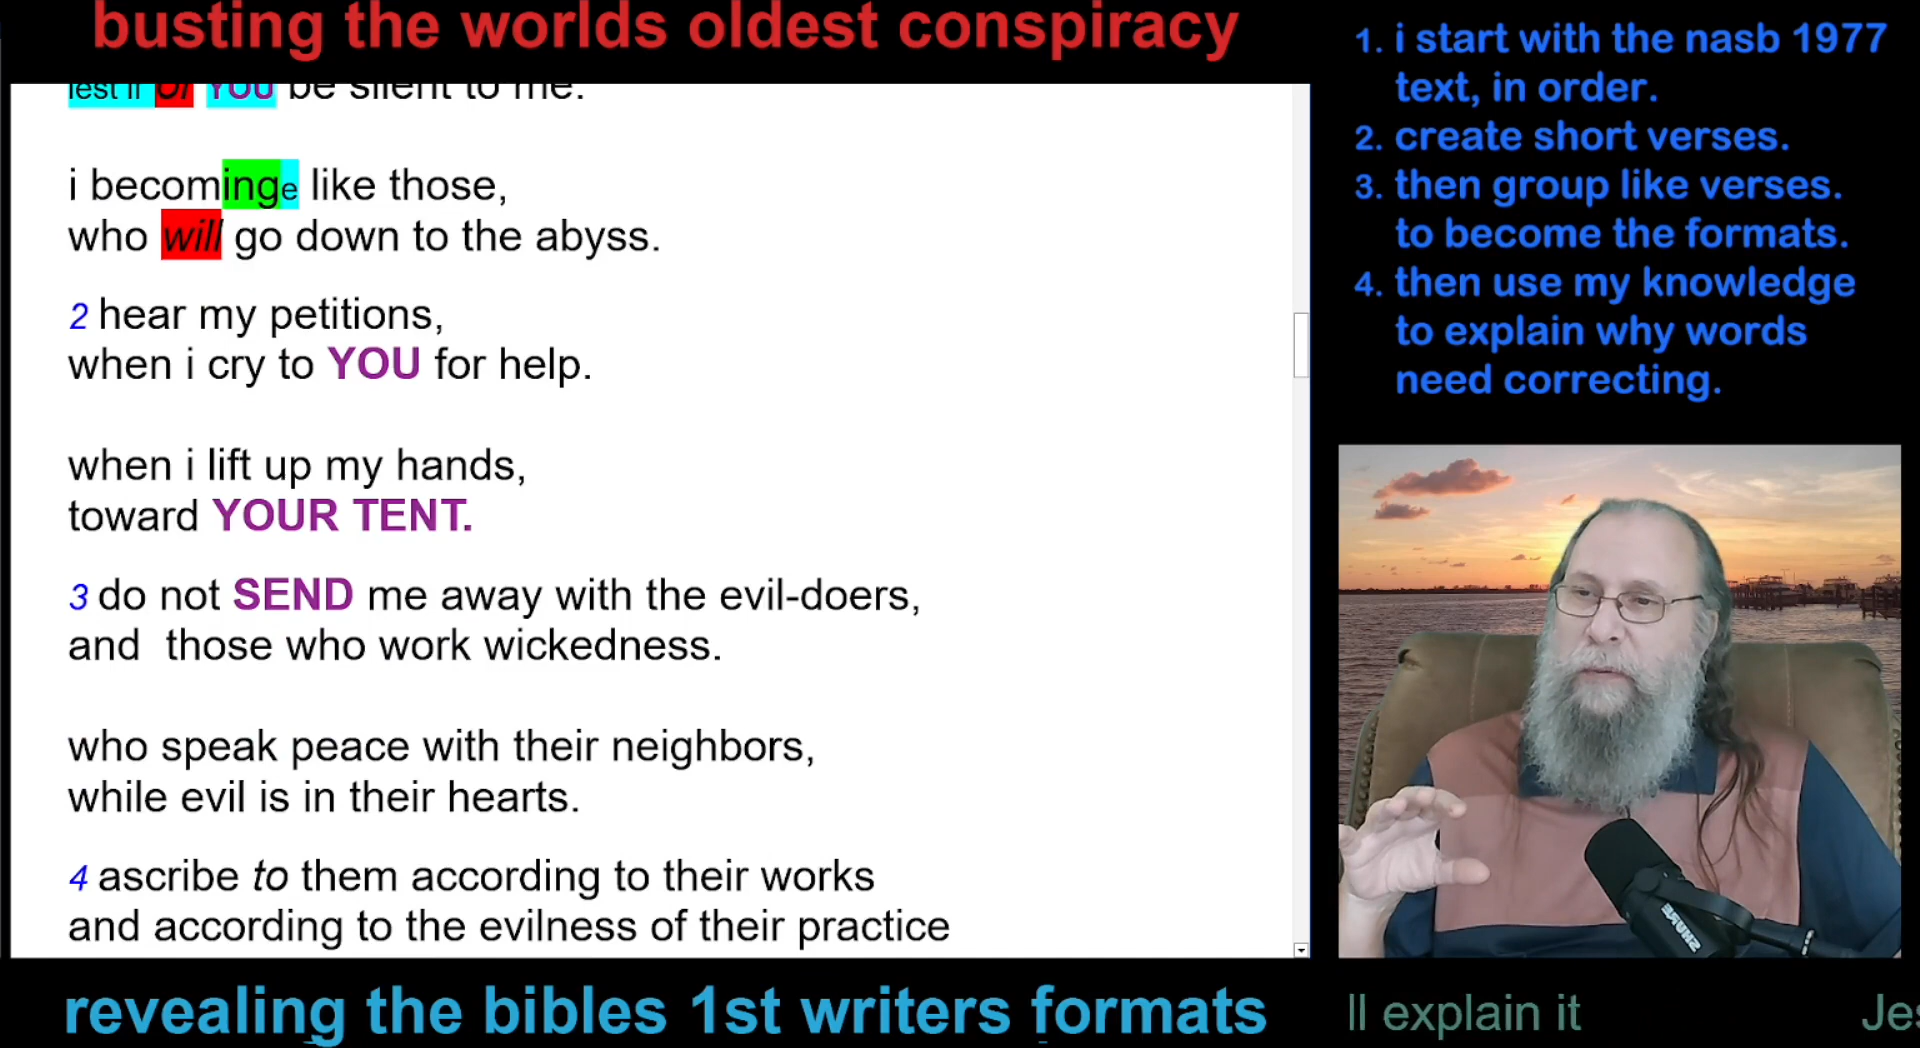 busting the worlds oldest conspiracy
lest if or YOU be silent to me.
i becominge like those,
who will go down to the abyss.
2 hear my petitions,
when i cry to YOU for help.
when i lift up my hands,
toward YOUR TENT.
3 do not SEND me away with the evil-doers,
and those who work wickedness.
who speak peace with their neighbors,
while evil is in their hearts.
4 ascribe to them according to their works
and according to the evilness of their practice
revealing the bibles 1st writers formats
1. i start with the nasb 1977
text, in order.
2. create short verses.
3. then group like verses.
to become the formats.
4. then use my knowledge
to explain why words
need correcting.
SHURE
ll explain it Jes